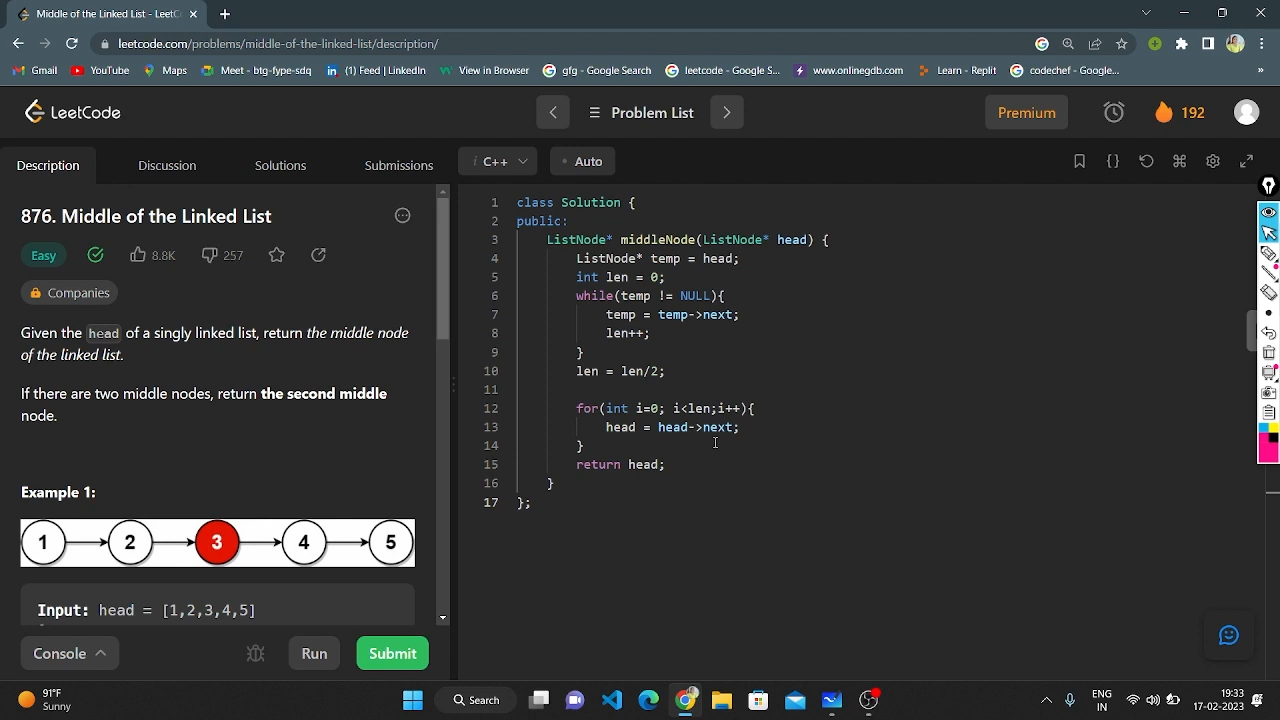 Middle of the Linked List - LeetC
leetcode.com/problems/middle-of-the-linked-list/description/
Gmail YouTube Maps Meet - btg-fype-sdq (1) Feed | LinkedIn View in Browser gfg - Google Search leetcode - Google S... www.onlinegdb.com Learn - Replit codechef - Google... »
LeetCode Problem List Premium 192
Description Discussion Solutions Submissions
i C++ • Auto {}
876. Middle of the Linked List
Easy 8.8K 257
Companies
Given the head of a singly linked list, return the middle node
of the linked list.
If there are two middle nodes, return the second middle
node.
Example 1:
1 2 3 4 5
Input: head = [1,2,3,4,5]
Console Run Submit
1 class Solution {
2 public:
3 ListNode* middleNode(ListNode* head) {
4 ListNode* temp = head;
5 int len = 0;
6 while(temp != NULL){
7 temp = temp->next;
8 len++;
9 }
10 len = len/2;
11
12 for(int i=0; i<len;i++){
13 head = head->next;
14 }
15 return head;
16 }
17 };
91°F
Sunny
Search
ENG
IN
19:33
17-02-2023